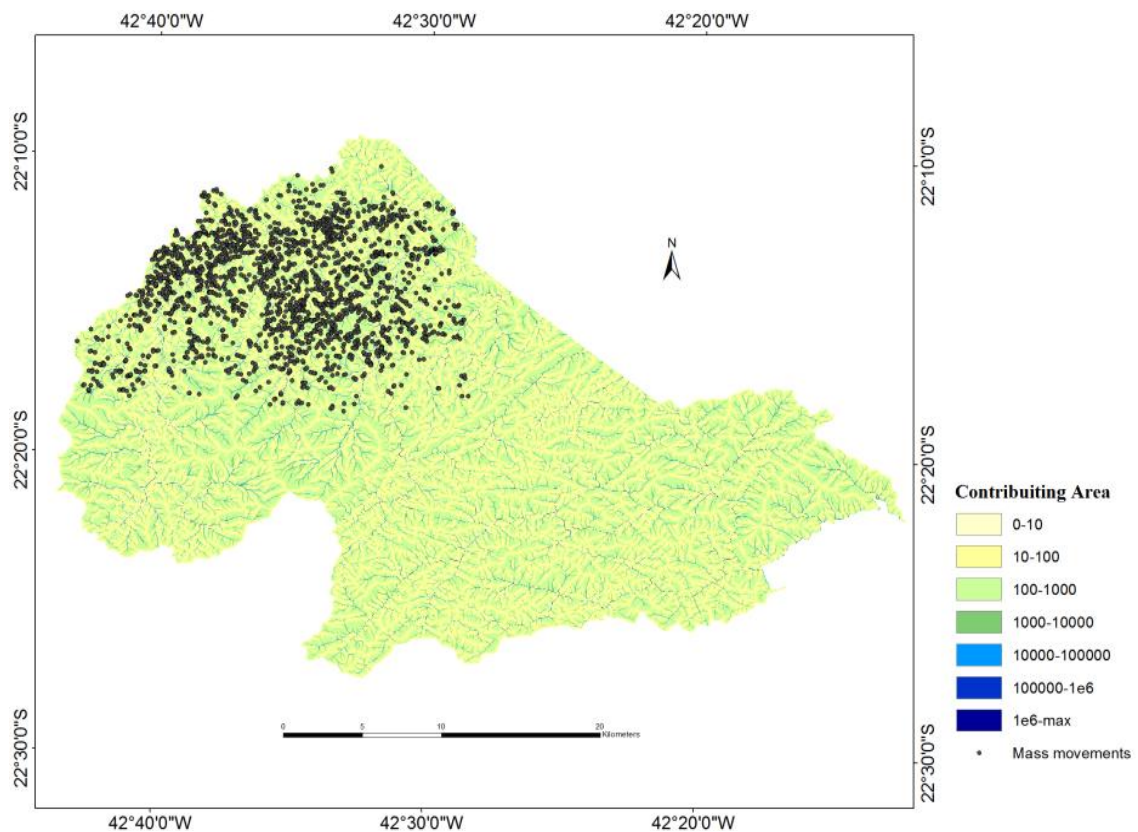 42°40'0"W 42°30'0"W 42°20'0"W
22°10'0"S
22°10'0"S
N
22°20'0"S
22°20'0"S
Contribuiting Area
0-10
10-100
100-1000
1000-10000
10000-100000
100000-1e6
1e6-max
Mass movements
0 5 10 20
Kilometers
22°30'0"S
22°30'0"S
42°40'0"W 42°30'0"W 42°20'0"W